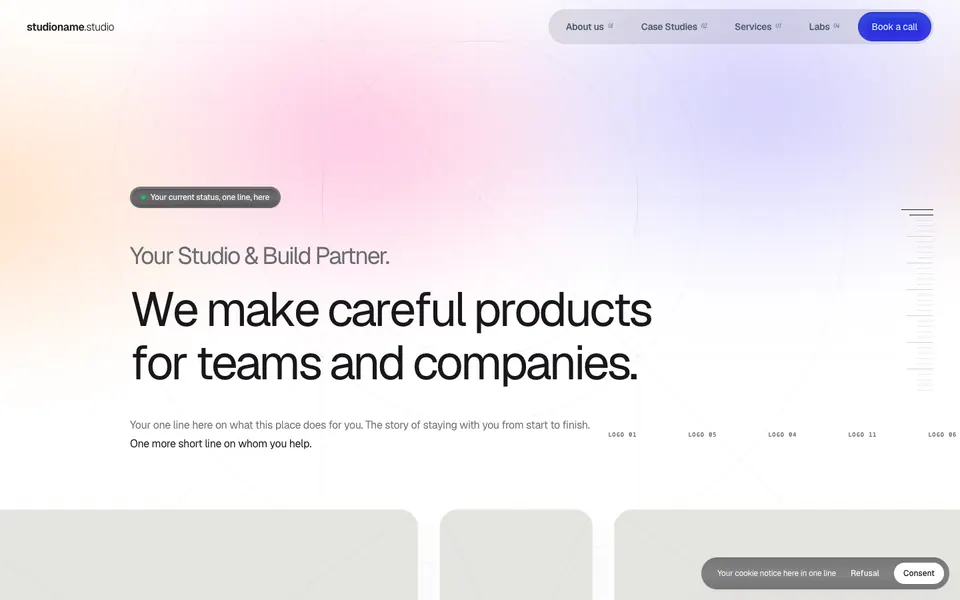 studioname.studio
About us 01
Case Studies 02
Services 03
Labs 04
Book a call
Your current status, one line, here
Your Studio & Build Partner.
We make careful products
for teams and companies.
Your one line here on what this place does for you. The story of staying with you from start to finish.
One more short line on whom you help.
LOGO 01
LOGO 05
LOGO 04
LOGO 11
LOGO 06
Your cookie notice here in one line
Refusal
Consent